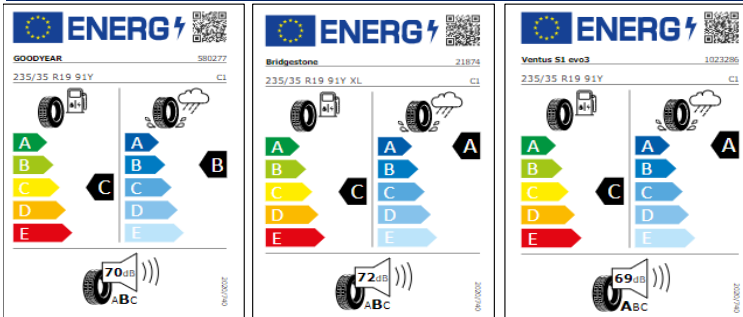 ENERG
GOODYEAR 580277
235/35 R19 91Y C1
A A
B B B
C C C
D D
E E
70dB
ABC
2020/740
ENERG
Bridgestone 21874
235/35 R19 91Y XL C1
A A A
B B
C C C
D D
E E
72dB
ABC
2020/740
ENERG
Ventus S1 evo3 1023286
235/35 R19 91Y C1
A A A
B B
C C C
D D
E E
69dB
ABC
2020/740